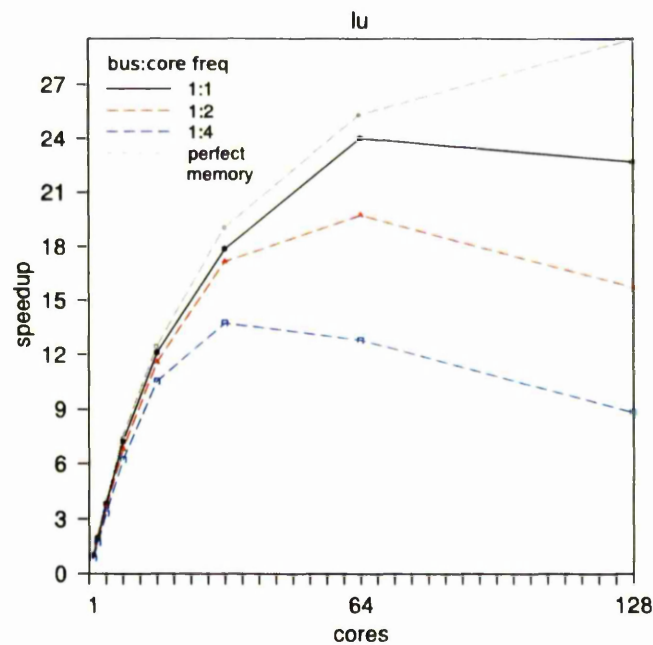 lu
bus:core freq
1:1
1:2
1:4
perfect
memory
27
24
21
18
15
12
9
6
3
0
speedup
1 64 128
cores